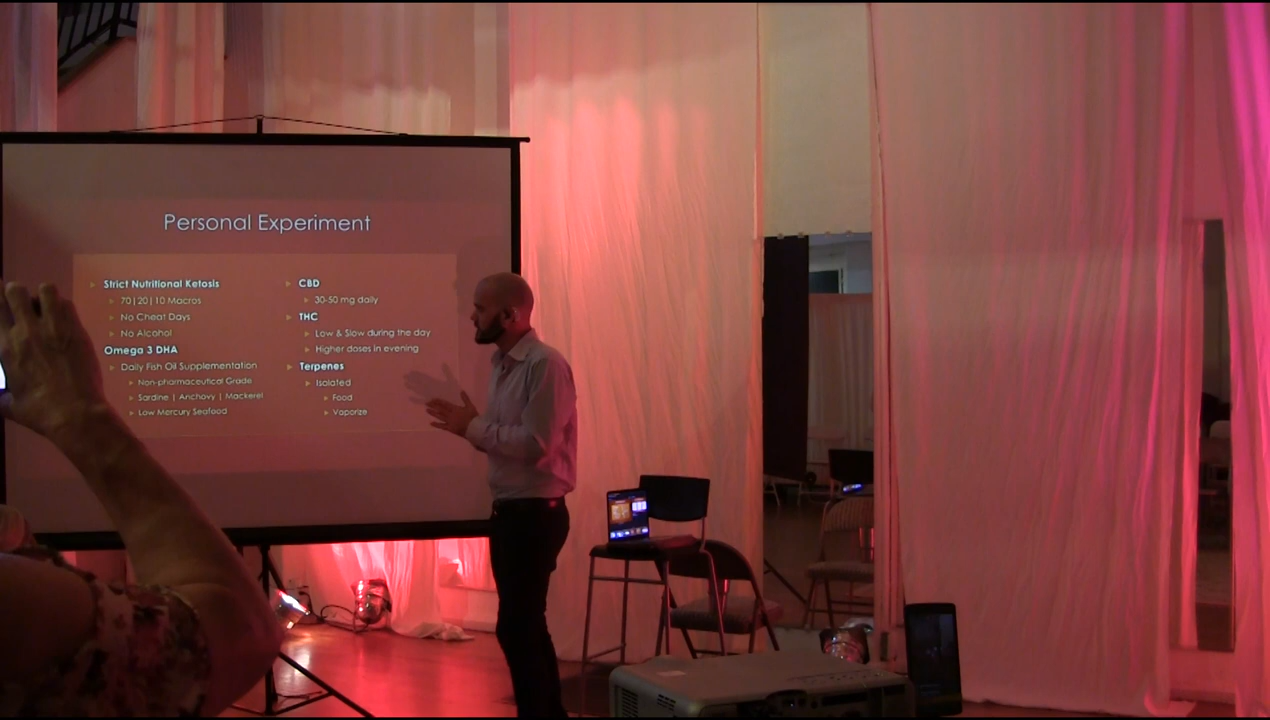 Personal Experiment
Strict Nutritional Ketosis
70|20|10 Macros
No Cheat Days
No Alcohol
Omega 3 DHA
Daily Fish Oil Supplementation
Non-pharmaceutical Grade
Sardine | Anchovy | Mackerel
Low Mercury Seafood
CBD
30-50 mg daily
THC
Low & Slow during the day
Higher doses in evening
Terpenes
Isolated
Food
Vaporize